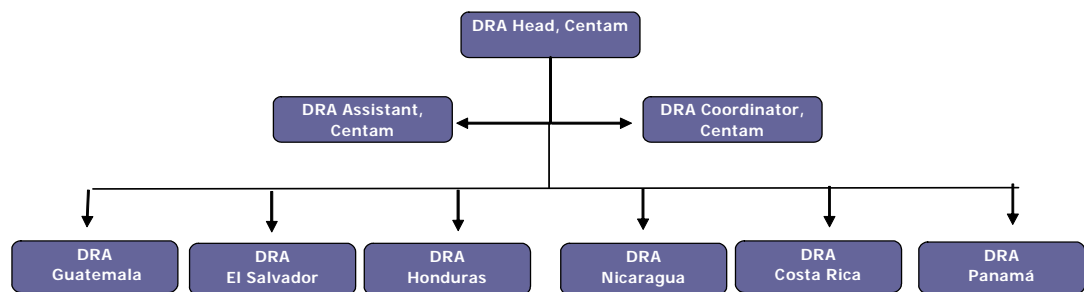 DRA Head, Centam
DRA Assistant,
Centam
DRA Coordinator,
Centam
DRA
Guatemala
DRA
El Salvador
DRA
Honduras
DRA
Nicaragua
DRA
Costa Rica
DRA
Panamá